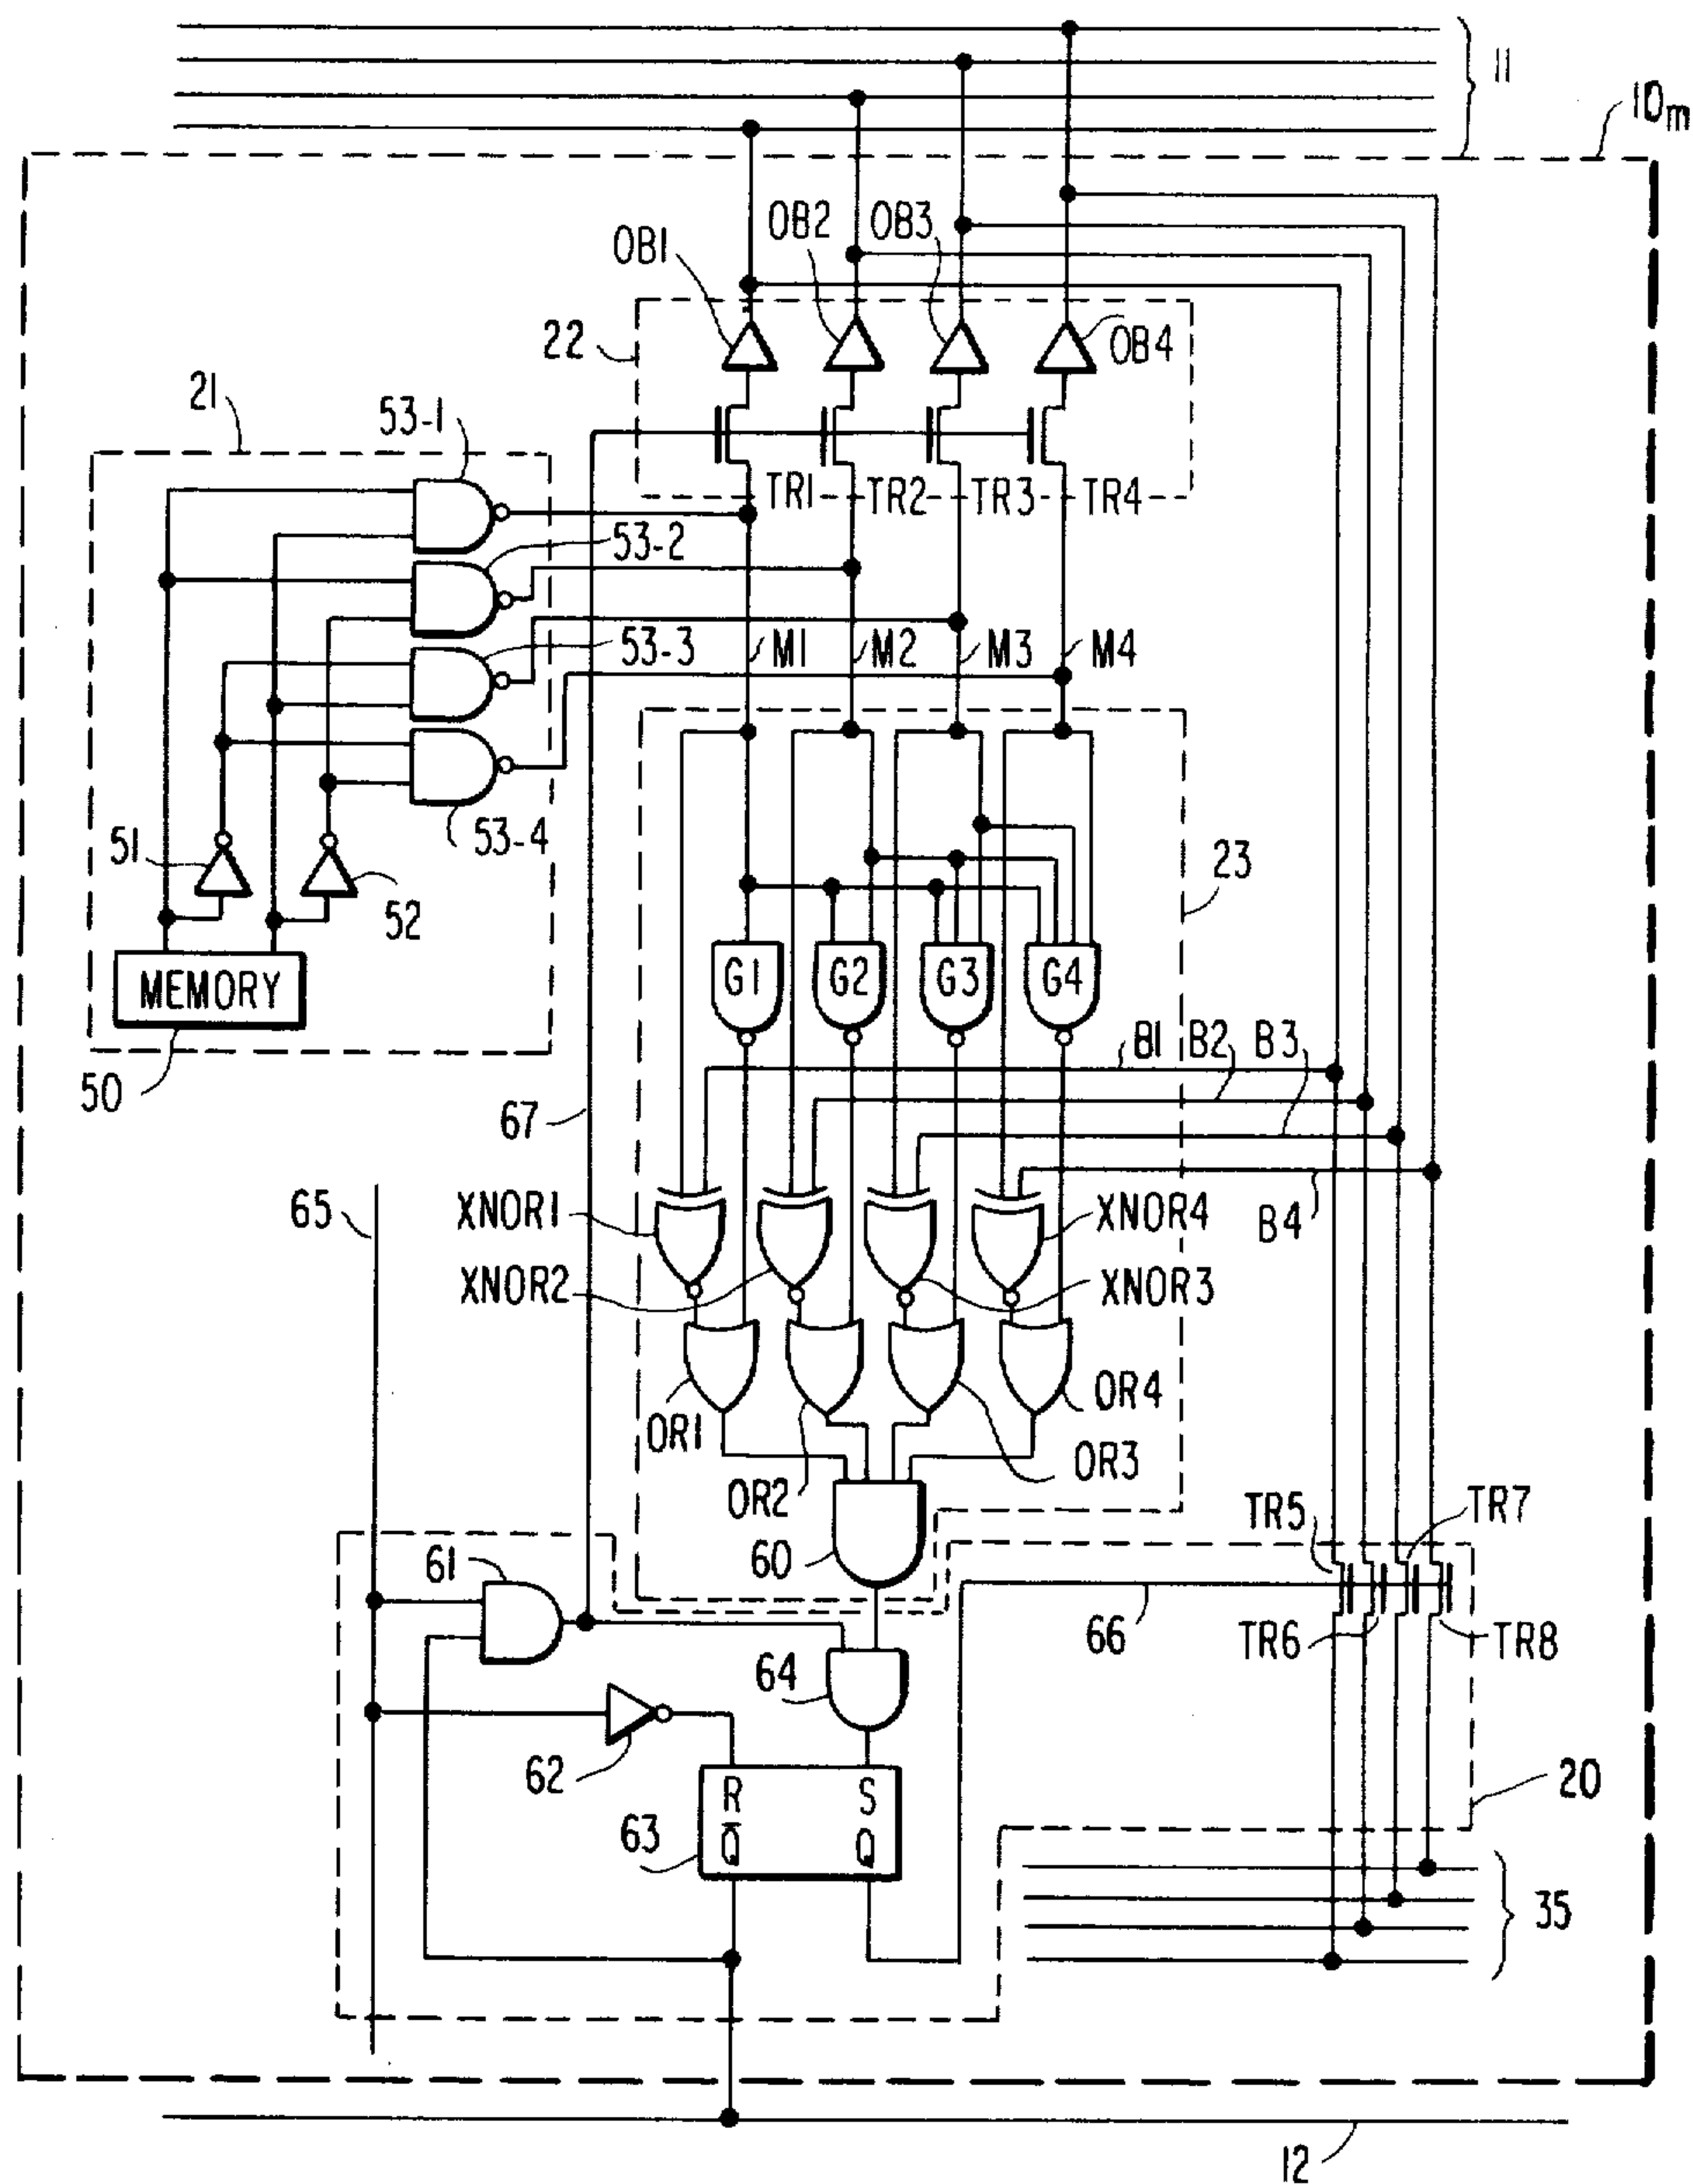 11
10m
OB1
OB2
OB3
OB4
22
21
53-1
TR1
TR2
TR3
TR4
53-2
53-3
M1
M2
M3
M4
53-4
51
52
23
MEMORY
G1
G2
G3
G4
50
B1
B2
B3
67
65
XNOR1
XNOR4
B4
XNOR2
XNOR3
OR1
OR4
OR2
OR3
TR5
TR7
60
61
66
TR6
TR8
64
62
R
S
20
63
Q̅
Q
35
12